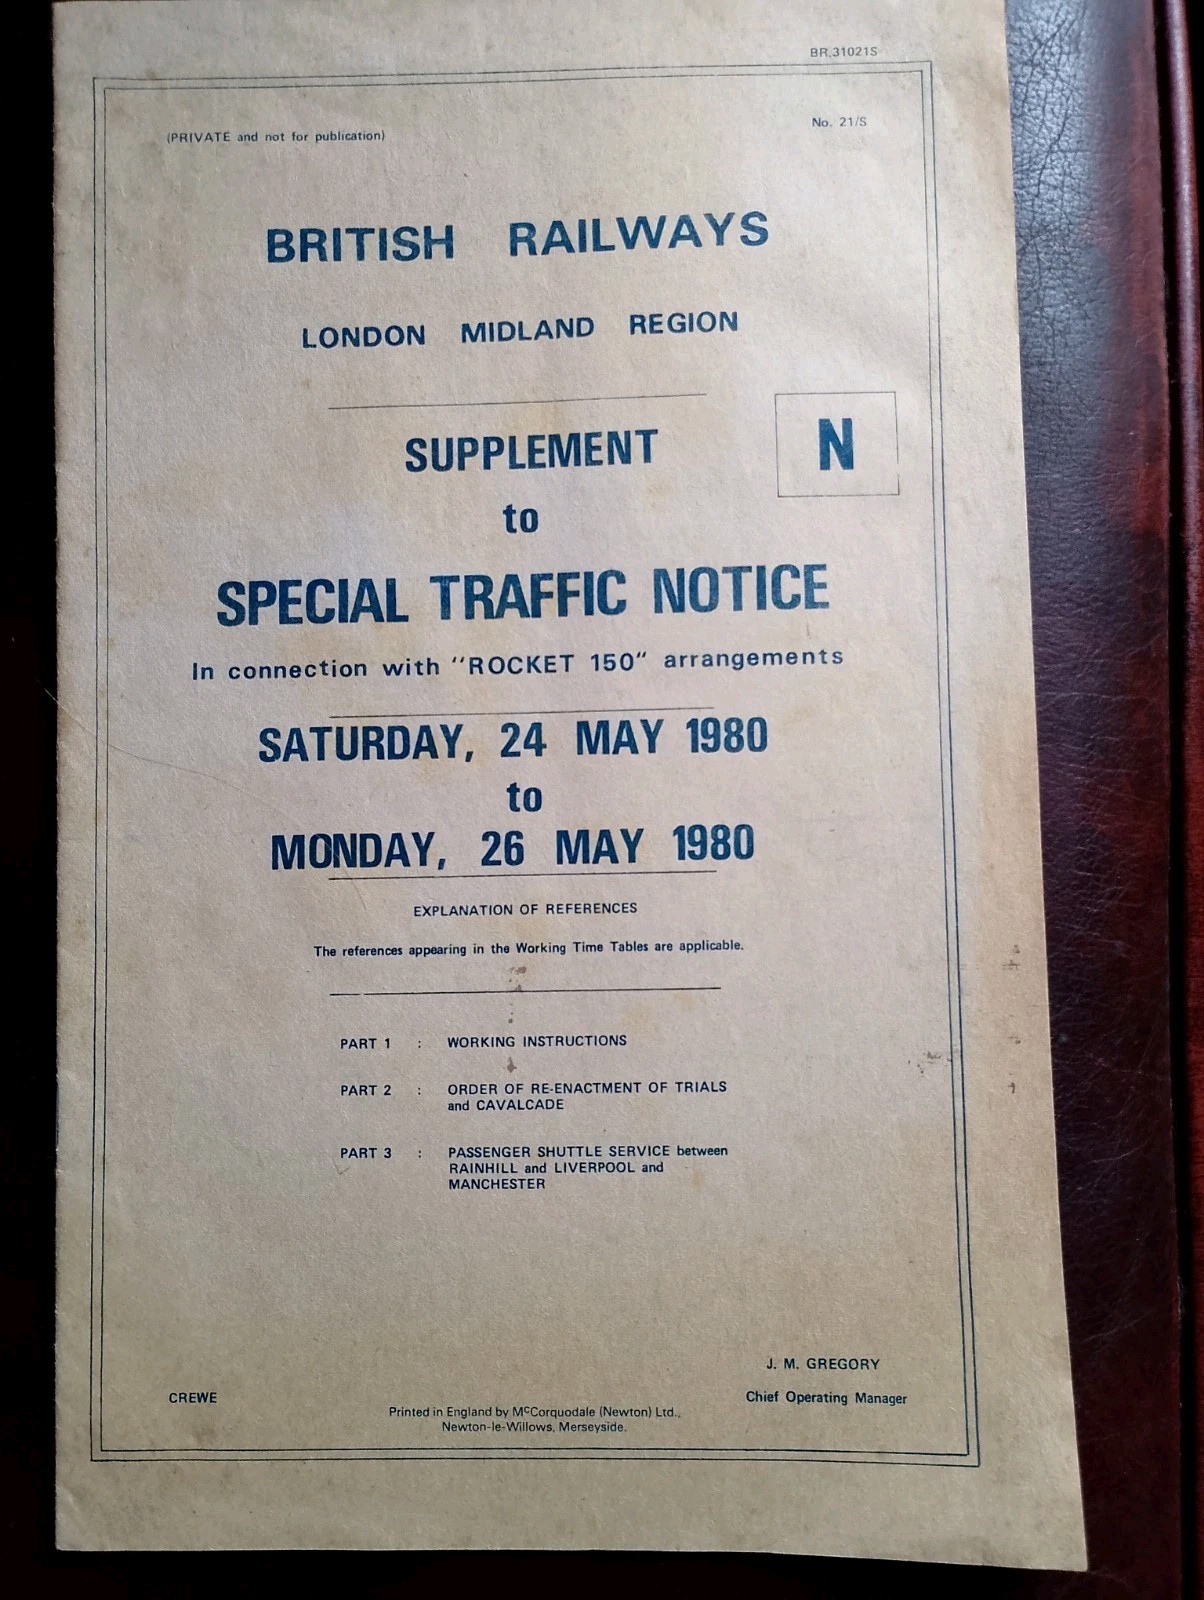 BR.31021S
(PRIVATE and not for publication)
No. 21/S
BRITISH RAILWAYS
LONDON MIDLAND REGION
SUPPLEMENT
N
to
SPECIAL TRAFFIC NOTICE
In connection with "ROCKET 150" arrangements
SATURDAY, 24 MAY 1980
to
MONDAY, 26 MAY 1980
EXPLANATION OF REFERENCES
The references appearing in the Working Time Tables are applicable.
PART 1 : WORKING INSTRUCTIONS
PART 2 : ORDER OF RE-ENACTMENT OF TRIALS
and CAVALCADE
PART 3 : PASSENGER SHUTTLE SERVICE between
RAINHILL and LIVERPOOL and
MANCHESTER
J. M. GREGORY
CREWE
Chief Operating Manager
Printed in England by McCorquodale (Newton) Ltd.,
Newton-le-Willows, Merseyside.